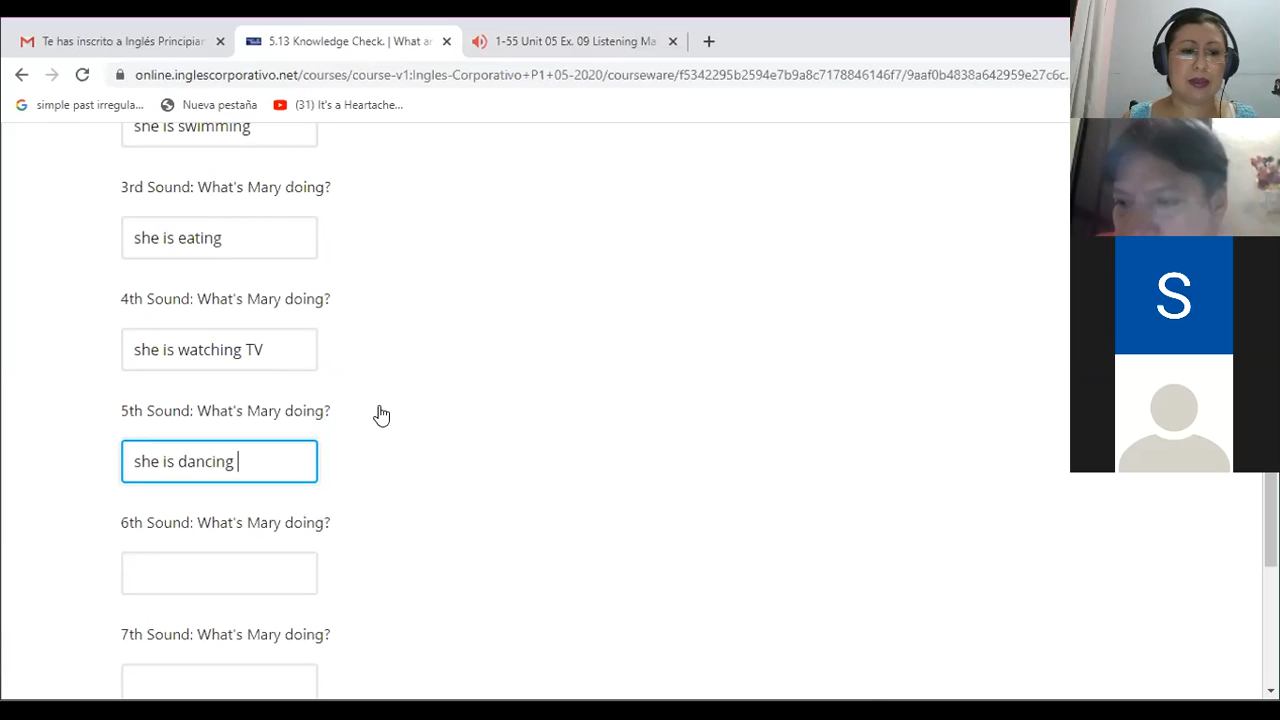 Te has inscrito a Inglés Principian
5.13 Knowledge Check. | What ar
1-55 Unit 05 Ex. 09 Listening Ma
online.inglescorporativo.net/courses/course-v1:Ingles-Corporativo+P1+05-2020/courseware/f5342295b2594e7b9a8c7178846146f7/9aaf0b4838a642959e27c6c...
simple past irregula...
Nueva pestaña
(31) It's a Heartache...
she is swimming
3rd Sound: What's Mary doing?
she is eating
4th Sound: What's Mary doing?
she is watching TV
5th Sound: What's Mary doing?
she is dancing
6th Sound: What's Mary doing?
7th Sound: What's Mary doing?
S